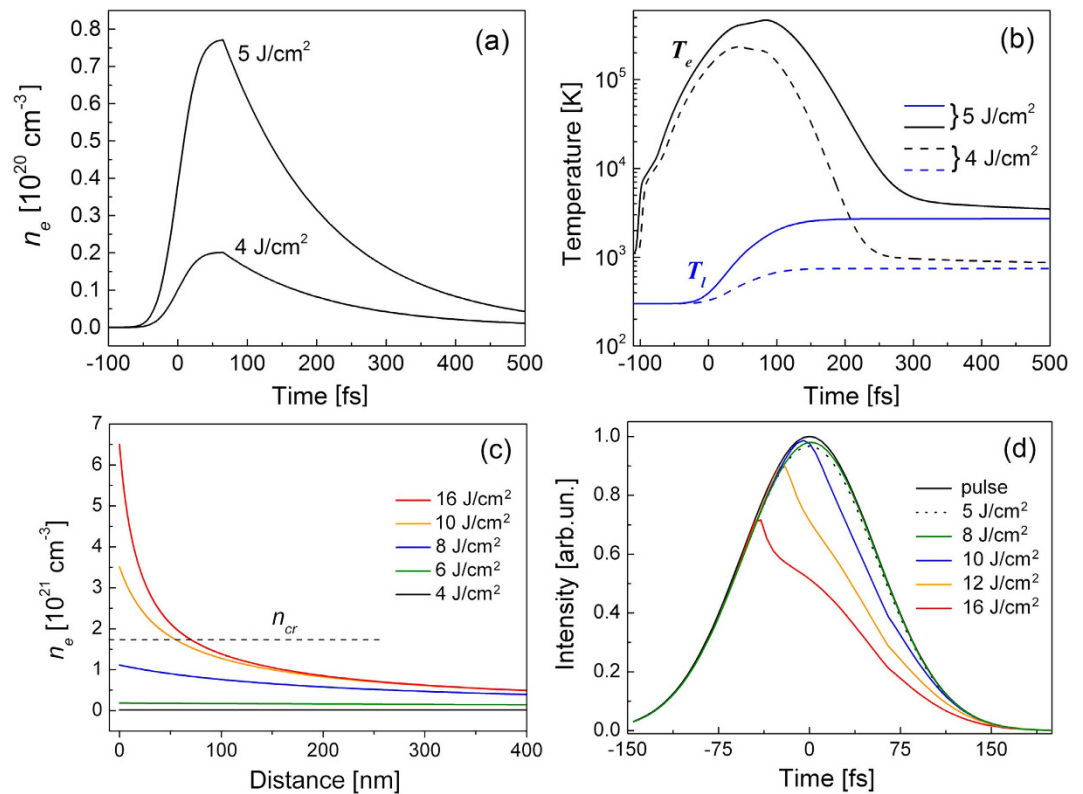 (a)
0.8
0.7
0.6
0.5
0.4
0.3
0.2
0.1
0.0
n_e [10^20 cm^-3]
5 J/cm^2
4 J/cm^2
-100 0 100 200 300 400 500
Time [fs]
(b)
10^5
10^4
10^3
10^2
Temperature [K]
T_e
} 5 J/cm^2
} 4 J/cm^2
T_l
-100 0 100 200 300 400 500
Time [fs]
(c)
7
6
5
4
3
2
1
0
n_e [10^21 cm^-3]
16 J/cm^2
10 J/cm^2
8 J/cm^2
6 J/cm^2
4 J/cm^2
n_cr
0 100 200 300 400
Distance [nm]
(d)
1.0
0.8
0.6
0.4
0.2
0.0
Intensity [arb.un.]
pulse
5 J/cm^2
8 J/cm^2
10 J/cm^2
12 J/cm^2
16 J/cm^2
-150 -75 0 75 150
Time [fs]